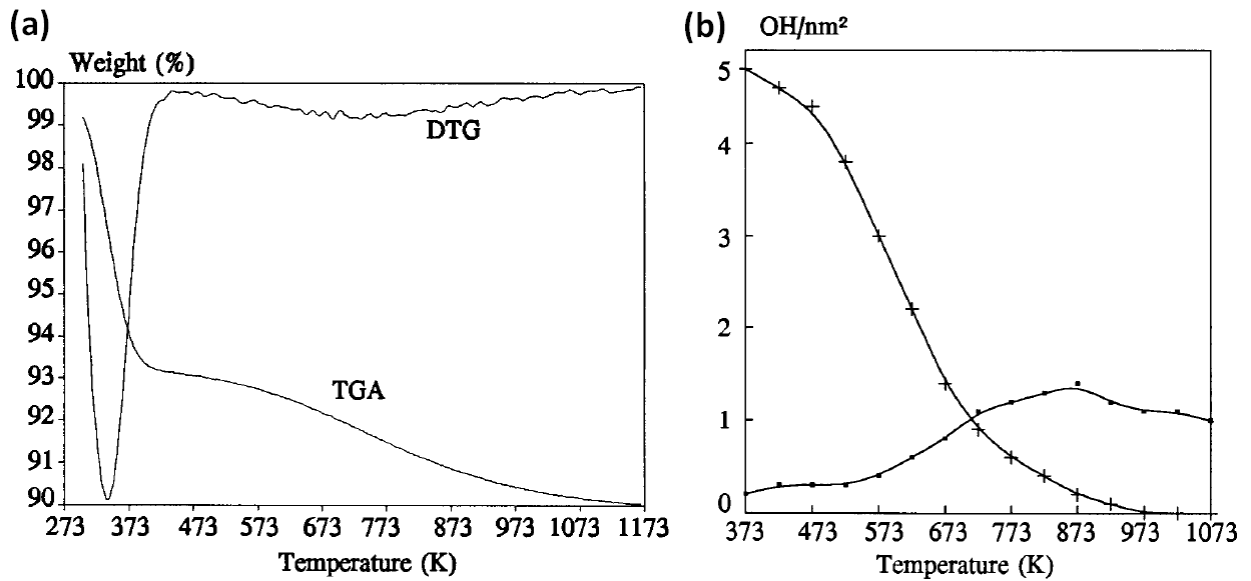 (a)
Weight (%)
100
99
98
97
96
95
94
93
92
91
90
DTG
TGA
273 373 473 573 673 773 873 973 1073 1173
Temperature (K)
(b)
OH/nm²
5
4
3
2
1
0
373 473 573 673 773 873 973 1073
Temperature (K)